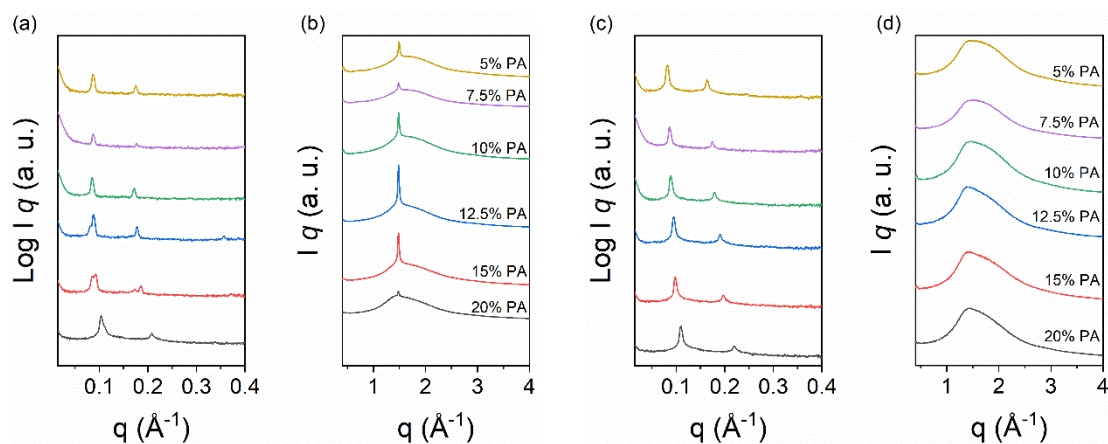 (a)
Log I q (a. u.)
0.1 0.2 0.3 0.4
q (Å⁻¹)
(b)
I q (a. u.)
5% PA
7.5% PA
10% PA
12.5% PA
15% PA
20% PA
1 2 3 4
q (Å⁻¹)
(c)
Log I q (a. u.)
0.1 0.2 0.3 0.4
q (Å⁻¹)
(d)
I q (a. u.)
5% PA
7.5% PA
10% PA
12.5% PA
15% PA
20% PA
1 2 3 4
q (Å⁻¹)